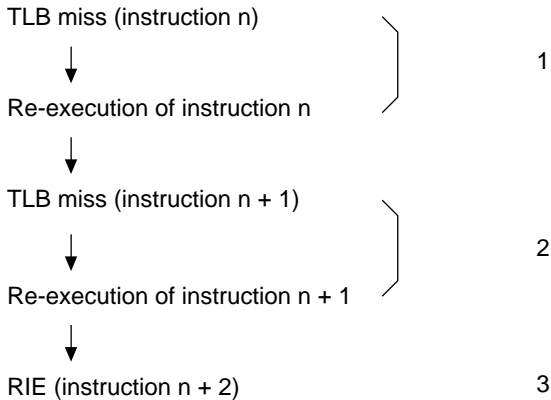 TLB miss (instruction n)
1
Re-execution of instruction n
TLB miss (instruction n + 1)
2
Re-execution of instruction n + 1
RIE (instruction n + 2)
3